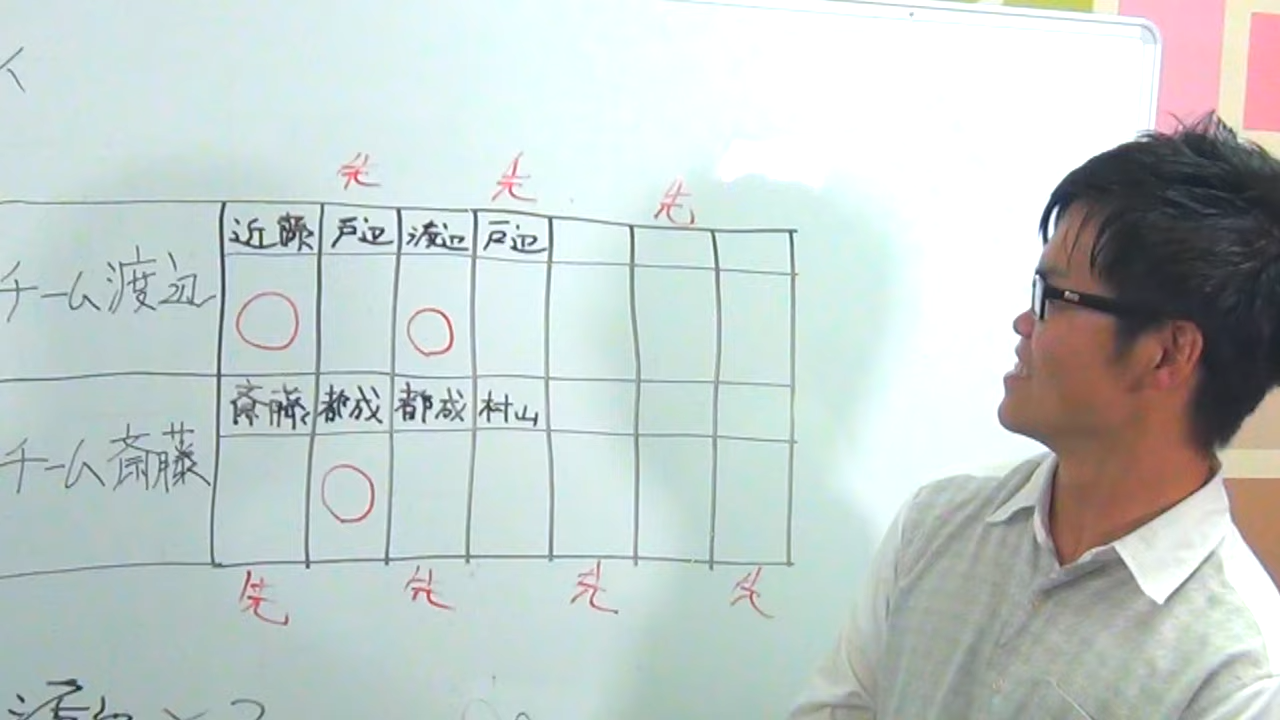 先 先 先
近藤 戸辺 渡辺 戸辺
チーム渡辺
斎藤 都成 都成 村山
チーム斎藤
先 先 先 先